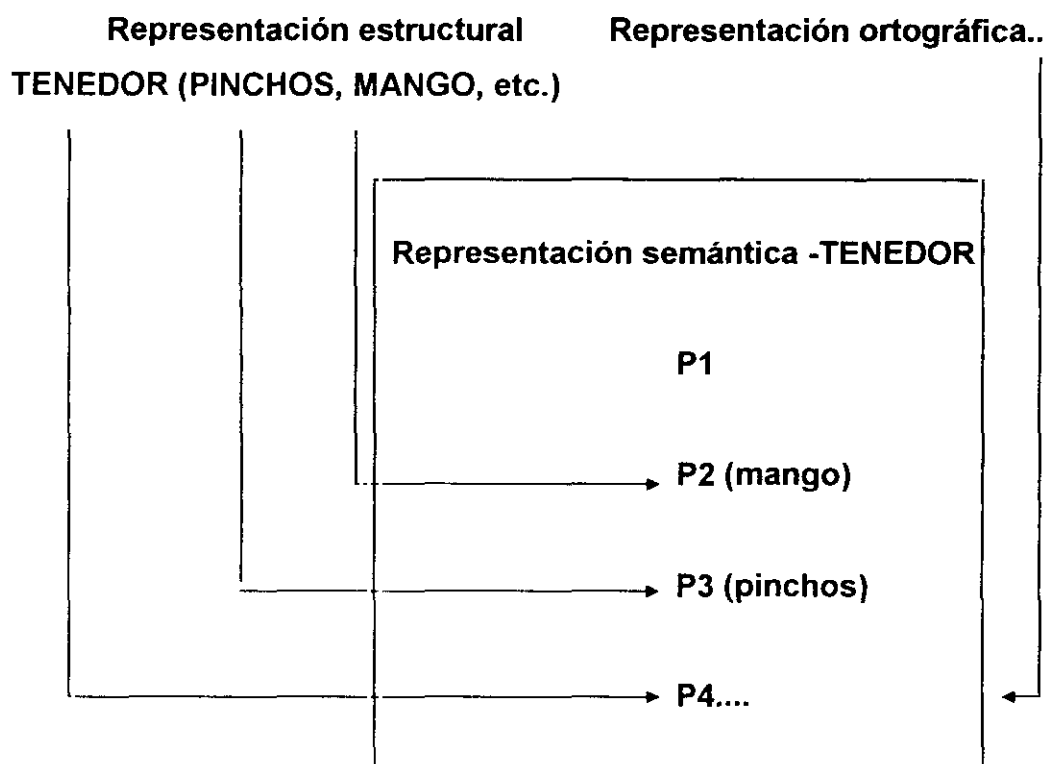 Representación estructural
Representación ortográfica..
TENEDOR (PINCHOS, MANGO, etc.)
Representación semántica -TENEDOR
P1
P2 (mango)
P3 (pinchos)
P4....